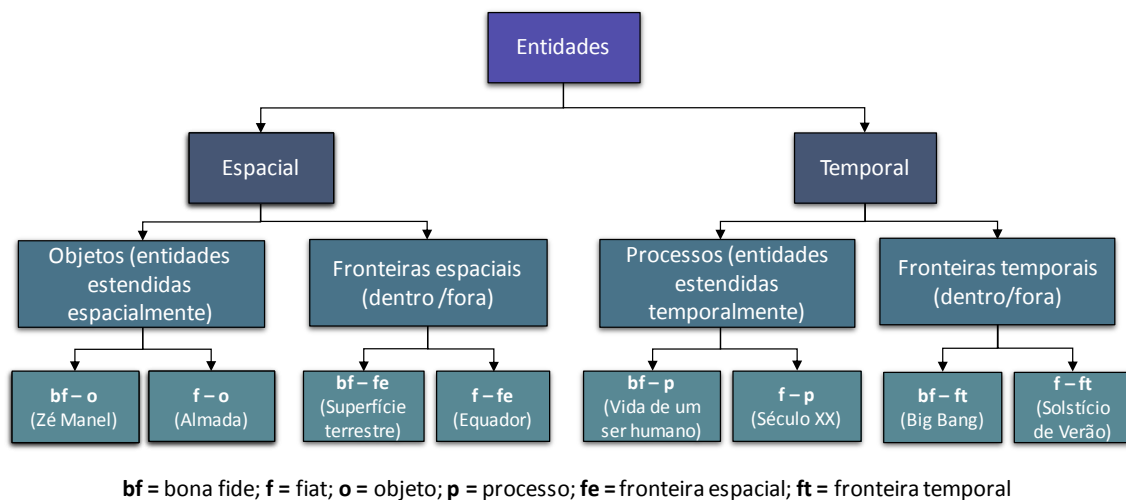 Entidades
Espacial
Temporal
Objetos (entidades
estendidas
espacialmente)
Fronteiras espaciais
(dentro /fora)
Processos (entidades
estendidas
temporalmente)
Fronteiras temporais
(dentro/fora)
bf – o
(Zé Manel)
f – o
(Almada)
bf – fe
(Superfície
terrestre)
f – fe
(Equador)
bf – p
(Vida de um
ser humano)
f – p
(Século XX)
bf – ft
(Big Bang)
f – ft
(Solstício
de Verão)
bf = bona fide; f = fiat; o = objeto; p = processo; fe = fronteira espacial; ft = fronteira temporal